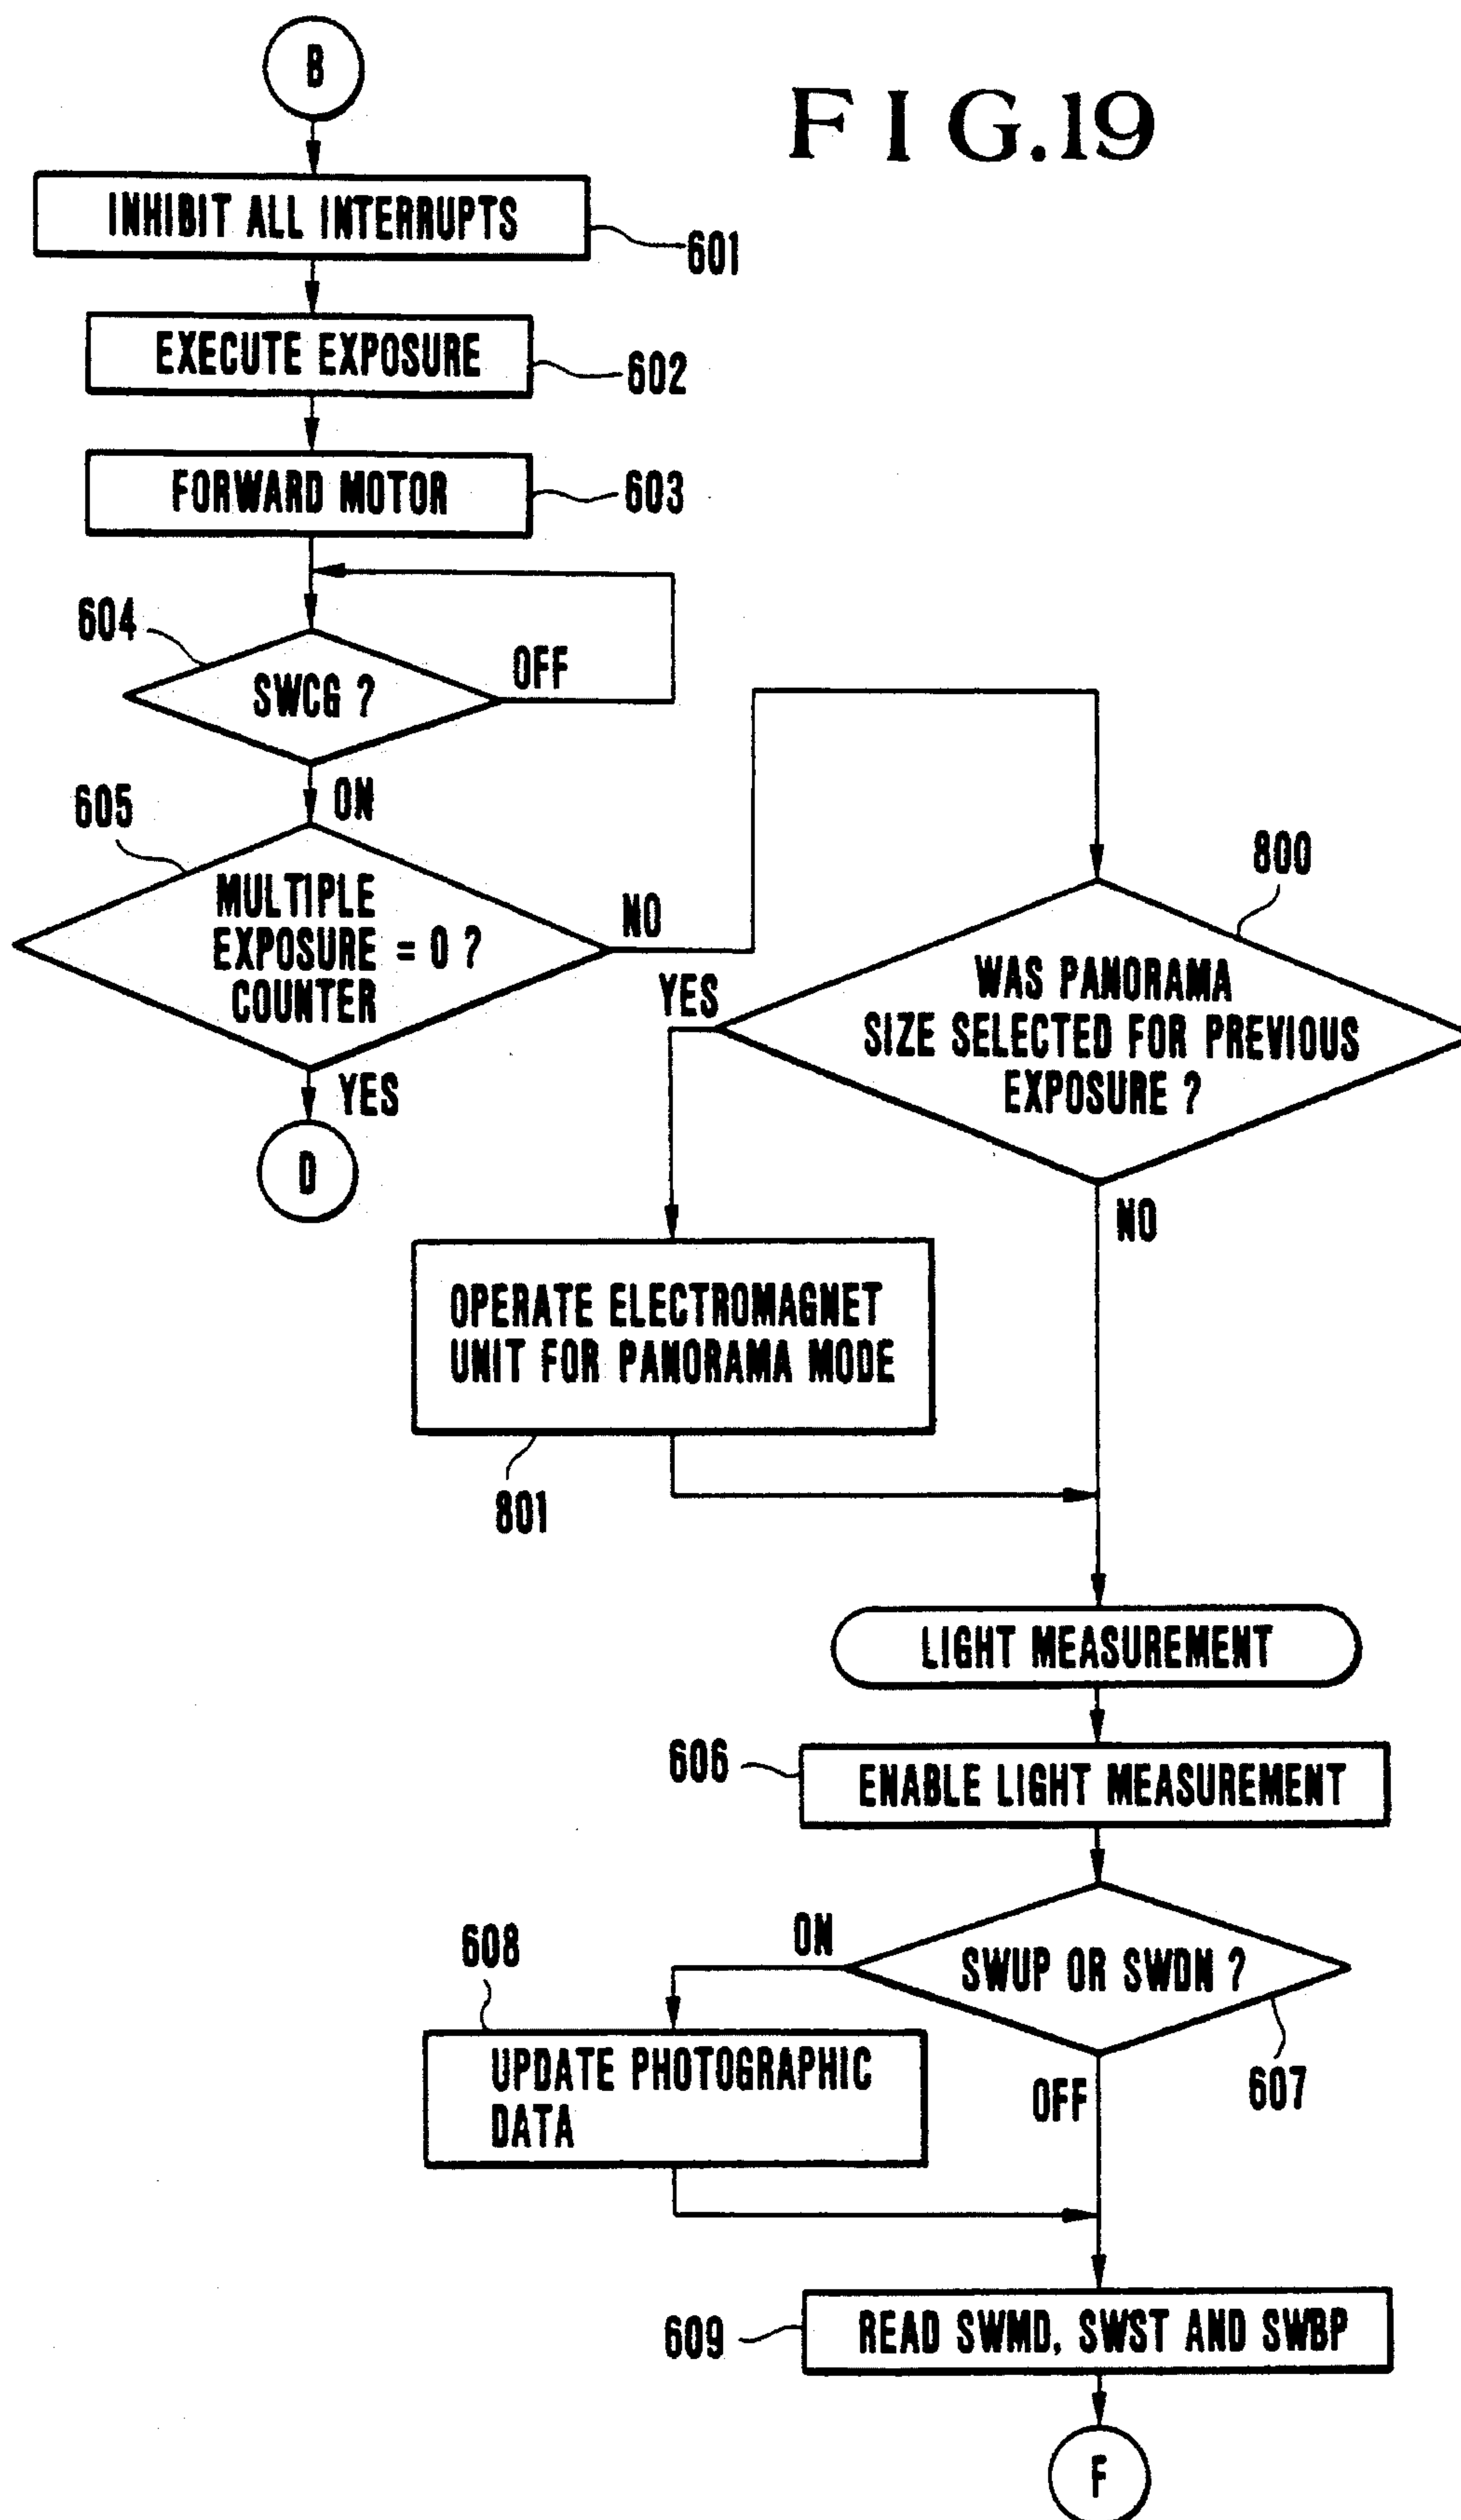 B
FIG.19
INHIBIT ALL INTERRUPTS
601
EXECUTE EXPOSURE
602
FORWARD MOTOR
603
604
SWCG ?
OFF
ON
605
MULTIPLE
EXPOSURE = 0 ?
COUNTER
NO
YES
D
800
WAS PANORAMA
SIZE SELECTED FOR PREVIOUS
EXPOSURE ?
YES
NO
OPERATE ELECTROMAGNET
UNIT FOR PANORAMA MODE
801
LIGHT MEASUREMENT
606
ENABLE LIGHT MEASUREMENT
SWUP OR SWDN ?
607
ON
608
UPDATE PHOTOGRAPHIC
DATA
OFF
609
READ SWMD, SWST AND SWBP
F